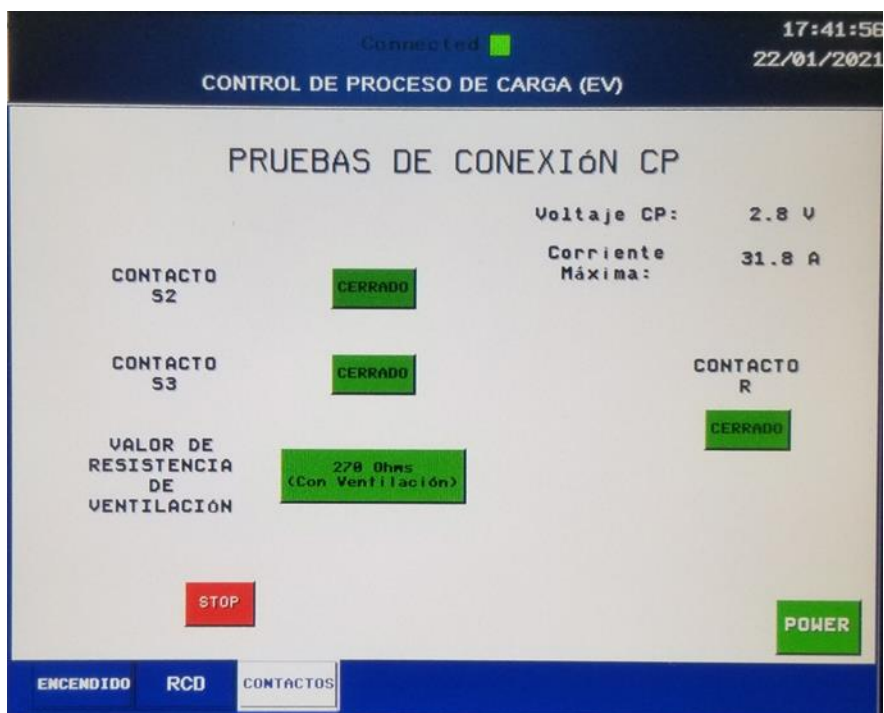 Connected
17:41:56
22/01/2021
CONTROL DE PROCESO DE CARGA (EV)
PRUEBAS DE CONEXIóN CP
Voltaje CP: 2.8 V
Corriente
Máxima:
31.8 A
CONTACTO
S2
CERRADO
CONTACTO
S3
CERRADO
CONTACTO
R
CERRADO
VALOR DE
RESISTENCIA
DE
VENTILACIóN
270 Ohms
(Con Ventilación)
STOP
POWER
ENCENDIDO
RCD
CONTACTOS